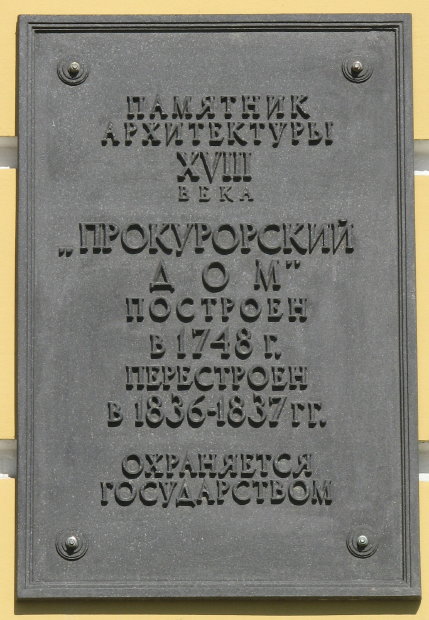 ПАМЯТНИК
АРХИТЕКТУРЫ
XVIII
ВЕКА
„ПРОКУРОРСКИЙ
ДОМ”
ПОСТРОЕН
В 1748 Г.
ПЕРЕСТРОЕН
В 1836-1837 ГГ.
ОХРАНЯЕТСЯ
ГОСУДАРСТВОМ